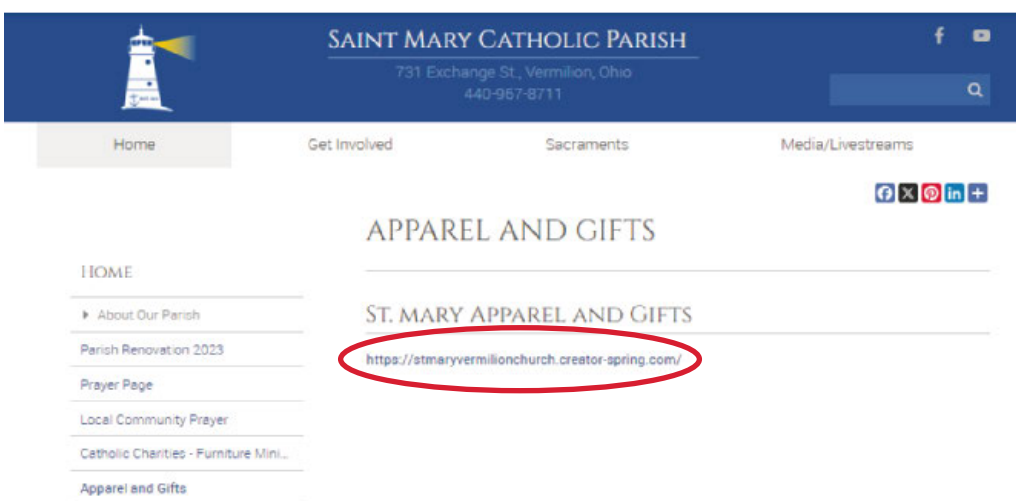 SAINT MARY CATHOLIC PARISH
731 Exchange St., Vermilion, Ohio
440-967-8711
Home
Get Involved
Sacraments
Media/Livestreams
APPAREL AND GIFTS
HOME
About Our Parish
Parish Renovation 2023
Prayer Page
Local Community Prayer
Catholic Charities - Furniture Mini...
Apparel and Gifts
ST. MARY APPAREL AND GIFTS
https://stmaryvermilionchurch.creator-spring.com/